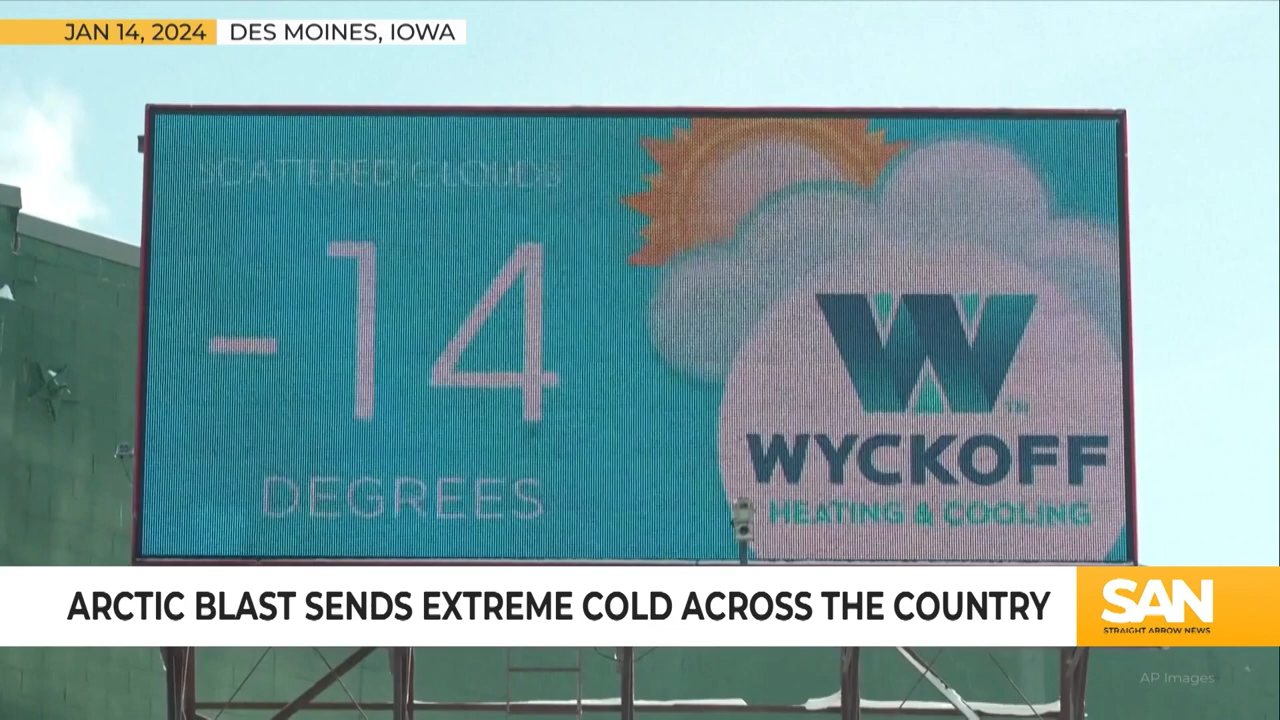 JAN 14, 2024 DES MOINES, IOWA
SCATTERED CLOUDS
-14
DEGREES
W TM
WYCKOFF
HEATING & COOLING
ARCTIC BLAST SENDS EXTREME COLD ACROSS THE COUNTRY
SAN
STRAIGHT ARROW NEWS
AP Images